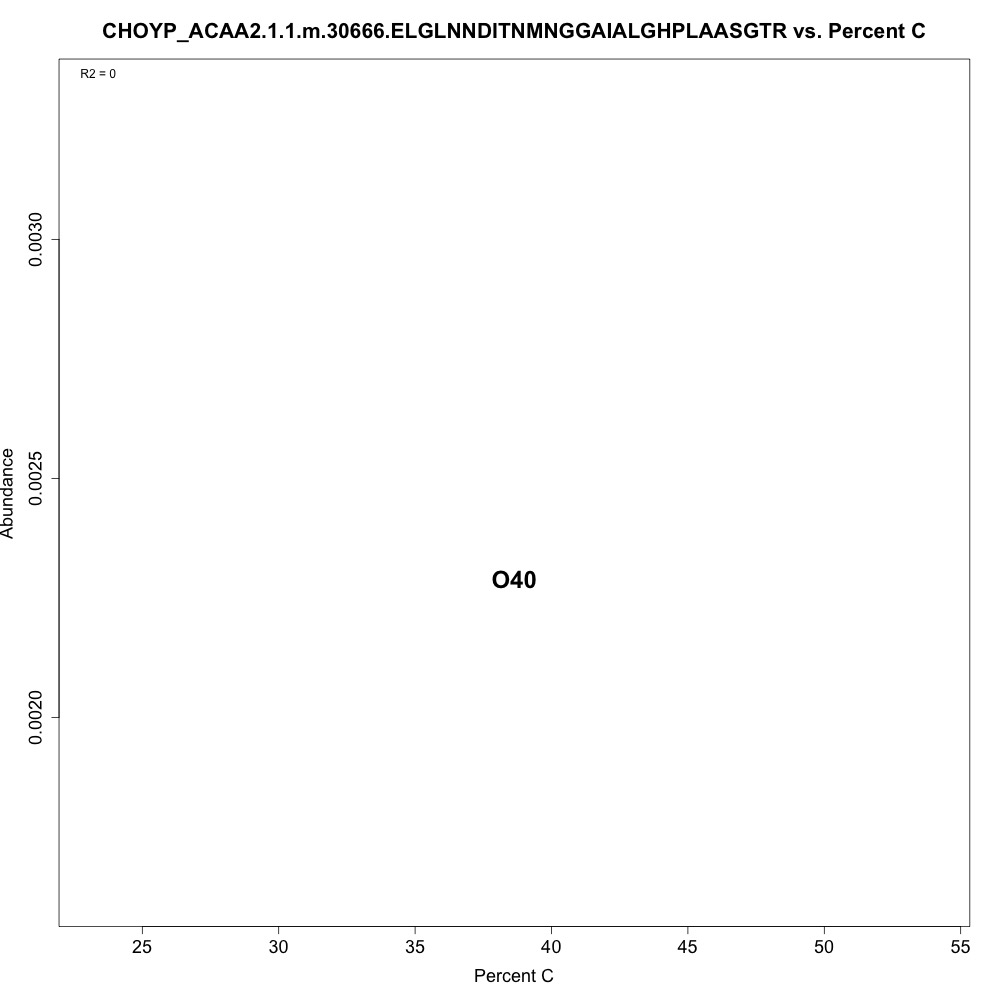 CHOYP_ACAA2.1.1.m.30666.ELGLNNDITNMNGGAIALGHPLAASGTR vs. Percent C
R2 = 0
0.0030
0.0025
Abundance
O40
0.0020
25 30 35 40 45 50 55
Percent C